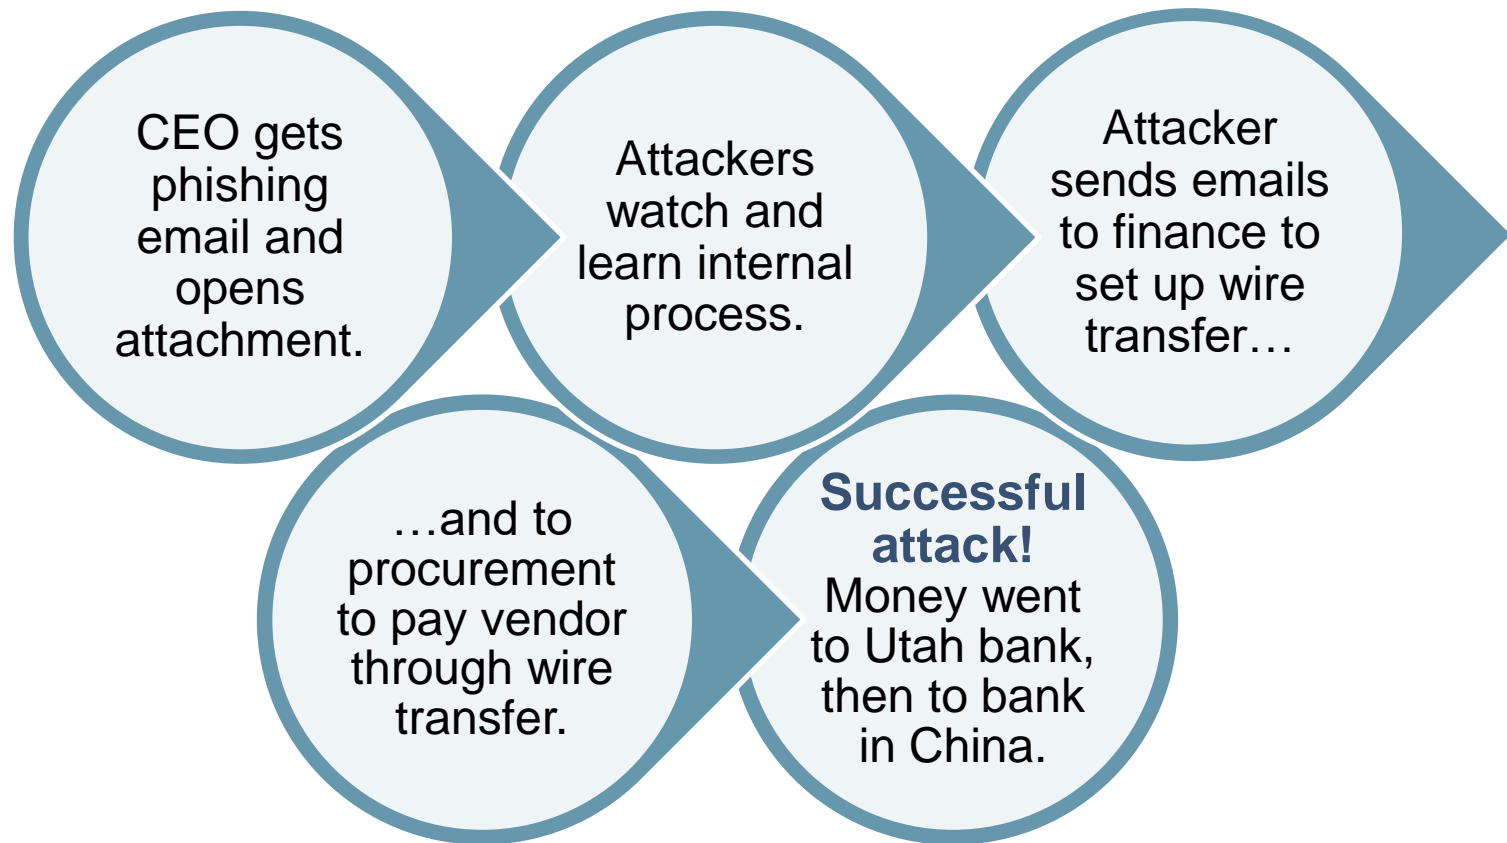 CEO gets
phishing
email and
opens
attachment.
Attackers
watch and
learn internal
process.
Attacker
sends emails
to finance to
set up wire
transfer…
…and to
procurement
to pay vendor
through wire
transfer.
Successful
attack!
Money went
to Utah bank,
then to bank
in China.